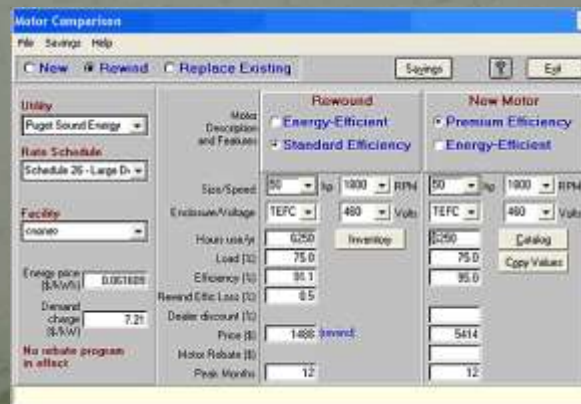 Motor Comparison
File Savings Help
New Rewind Replace Existing Savings ? Exit
Utility
Puget Sound Energy
Rate Schedule
Schedule 26 - Large D
Facility
Energy price ($/kWh)
Demand charge ($/kW) 7.21
No rebate program in effect
Motor Description and Features
Rewound
Energy-Efficient
Standard Efficiency
New Motor
Premium Efficiency
Energy-Efficient
Size/Speed 50 hp 1800 RPM 50 hp 1800 RPM
Enclosure/Voltage TEFC 460 Volts TEFC 460 Volts
Hours use/yr 6250 Inventory 6250 Catalog
Load (%) 75.0 75.0 Copy Values
Efficiency (%) 95.0
Rewind Effic Loss (%) 0.5
Dealer discount (%)
Price ($) 1488 (rewind) 5414
Motor Rebate ($)
Peak Months 12 12